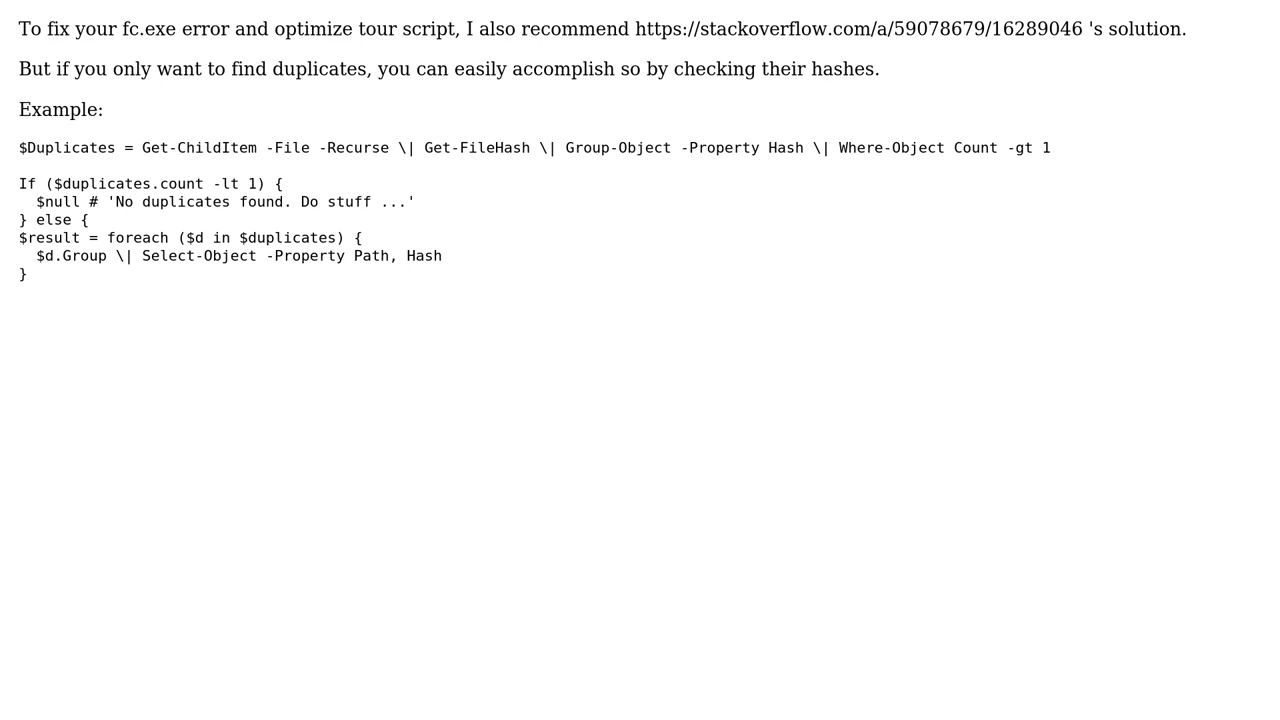 To fix your fc.exe error and optimize tour script, I also recommend https://stackoverflow.com/a/59078679/16289046 's solution.
But if you only want to find duplicates, you can easily accomplish so by checking their hashes.
Example:
$Duplicates = Get-ChildItem -File -Recurse \| Get-FileHash \| Group-Object -Property Hash \| Where-Object Count -gt 1
If ($duplicates.count -lt 1) {
  $null # 'No duplicates found. Do stuff ...'
} else {
$result = foreach ($d in $duplicates) {
  $d.Group \| Select-Object -Property Path, Hash
}